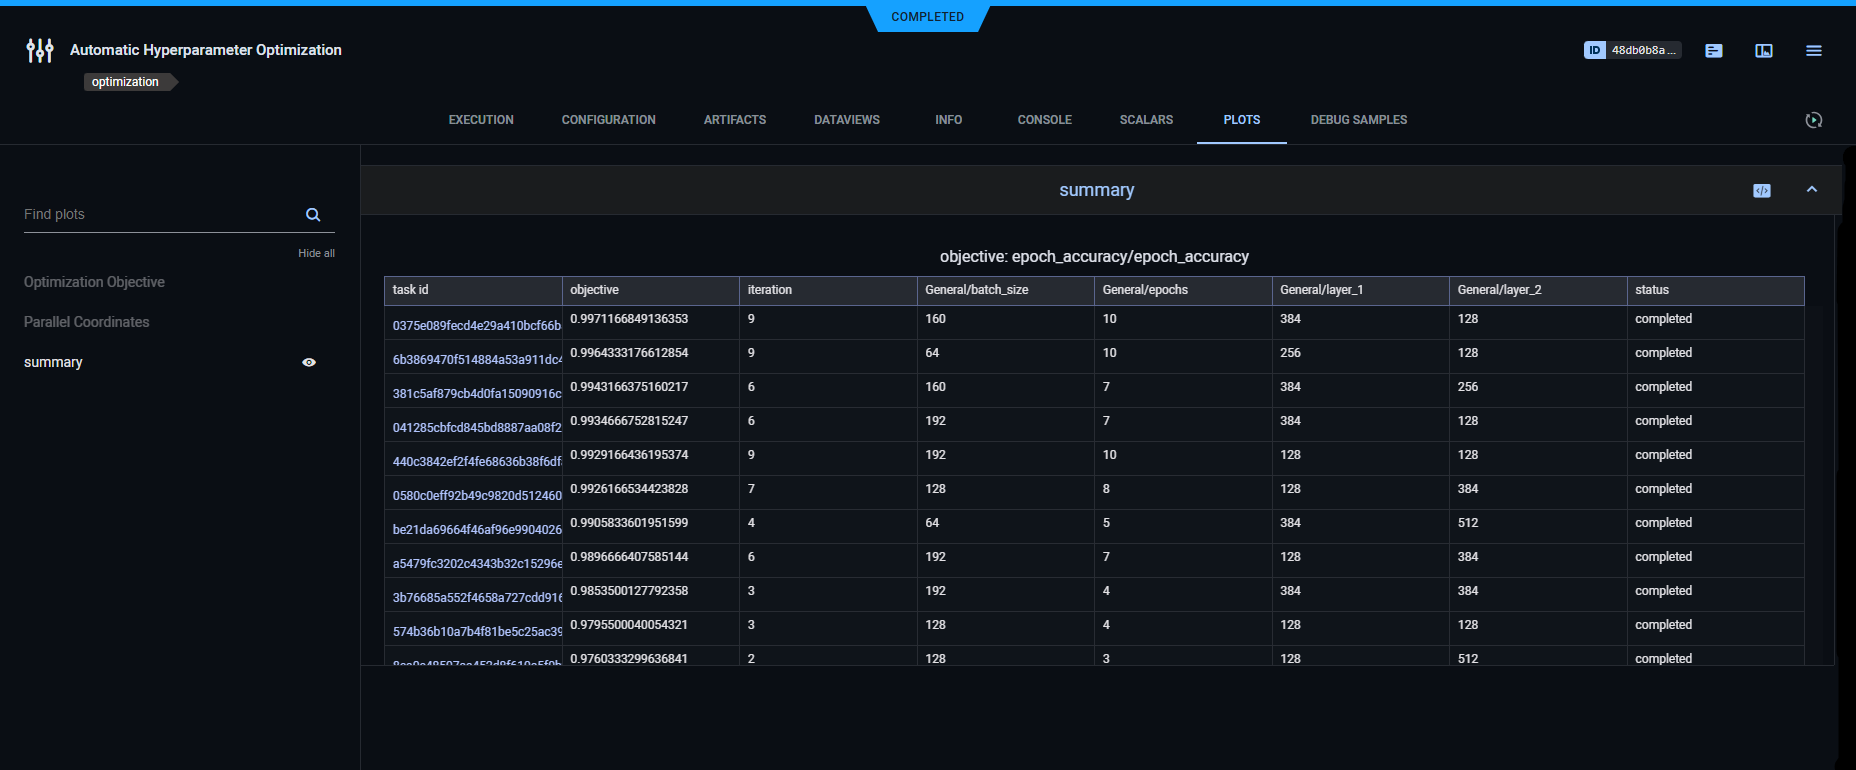 COMPLETED
Automatic Hyperparameter Optimization
optimization
ID 48db0b8a...
EXECUTION CONFIGURATION ARTIFACTS DATAVIEWS INFO CONSOLE SCALARS PLOTS DEBUG SAMPLES
Find plots
Hide all
Optimization Objective
Parallel Coordinates
summary
summary
objective: epoch_accuracy/epoch_accuracy
task id objective iteration General/batch_size General/epochs General/layer_1 General/layer_2 status
0375e089fecd4e29a410bcf66b 0.9971166849136353 9 160 10 384 128 completed
6b3869470f514884a53a911dc4 0.9964333176612854 9 64 10 256 128 completed
381c5af879cb4d0fa15090916c 0.9943166375160217 6 160 7 384 256 completed
041285cbfcd845bd8887aa08f2 0.9934666752815247 6 192 7 384 128 completed
440c3842ef2f4fe68636b38f6df 0.9929166436195374 9 192 10 128 128 completed
0580c0eff92b49c9820d512460 0.9926166534423828 7 128 8 128 384 completed
be21da69664f46af96e9904026 0.9905833601951599 4 64 5 384 512 completed
a5479fc3202c4343b32c15296e 0.9896666407585144 6 192 7 128 384 completed
3b76685a552f4658a727cdd916 0.9853500127792358 3 192 4 384 384 completed
574b36b10a7b4f81be5c25ac39 0.9795500040054321 3 128 4 128 128 completed
0.9760333299636841 2 128 3 128 512 completed